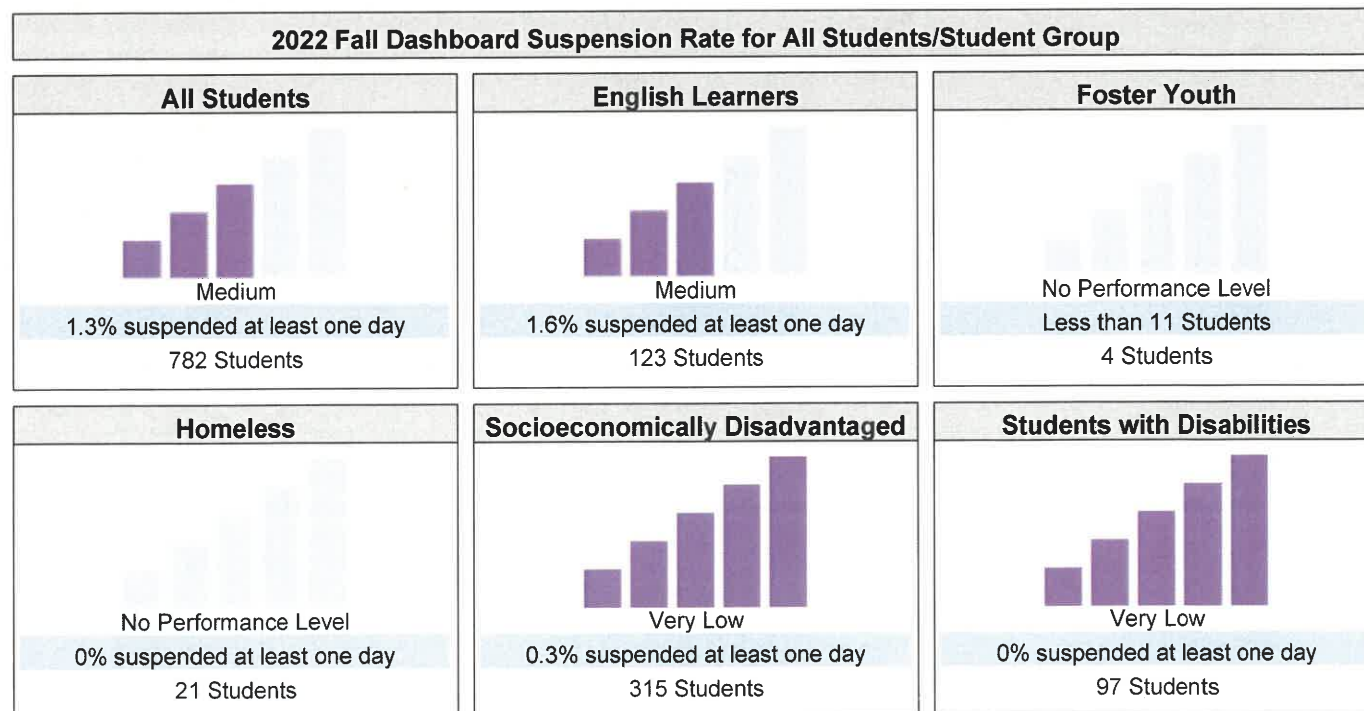 2022 Fall Dashboard Suspension Rate for All Students/Student Group
All Students
Medium
1.3% suspended at least one day
782 Students
English Learners
Medium
1.6% suspended at least one day
123 Students
Foster Youth
No Performance Level
Less than 11 Students
4 Students
Homeless
No Performance Level
0% suspended at least one day
21 Students
Socioeconomically Disadvantaged
Very Low
0.3% suspended at least one day
315 Students
Students with Disabilities
Very Low
0% suspended at least one day
97 Students